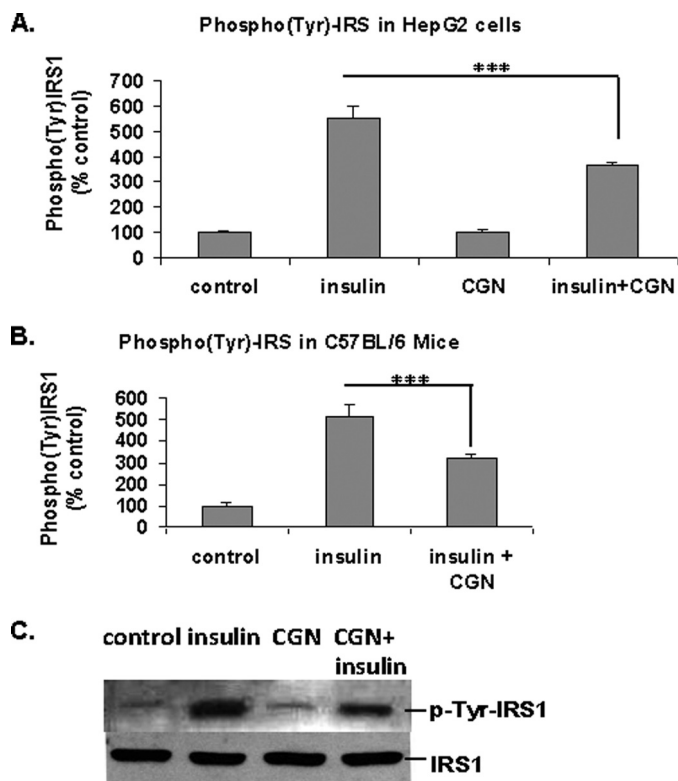 A.
Phospho(Tyr)-IRS in HepG2 cells
Phospho(Tyr)IRS1
(% control)
700
600
500
400
300
200
100
0
***
control insulin CGN insulin+CGN
B.
Phospho(Tyr)-IRS in C57BL/6 Mice
Phospho(Tyr)IRS1
(% control)
500
400
300
200
100
0
***
control insulin insulin +
CGN
C.
control insulin CGN CGN+
insulin
p-Tyr-IRS1
IRS1